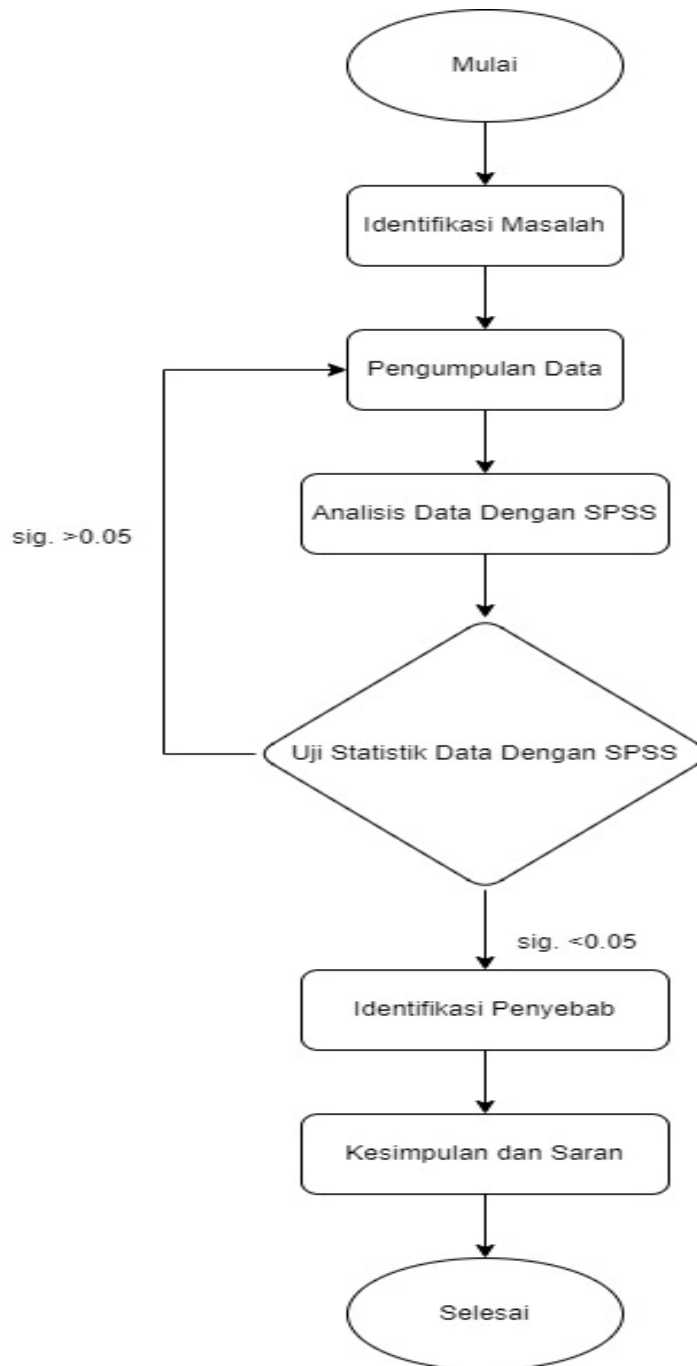 Mulai
Identifikasi Masalah
Pengumpulan Data
Analisis Data Dengan SPSS
sig. >0.05
Uji Statistik Data Dengan SPSS
sig. <0.05
Identifikasi Penyebab
Kesimpulan dan Saran
Selesai